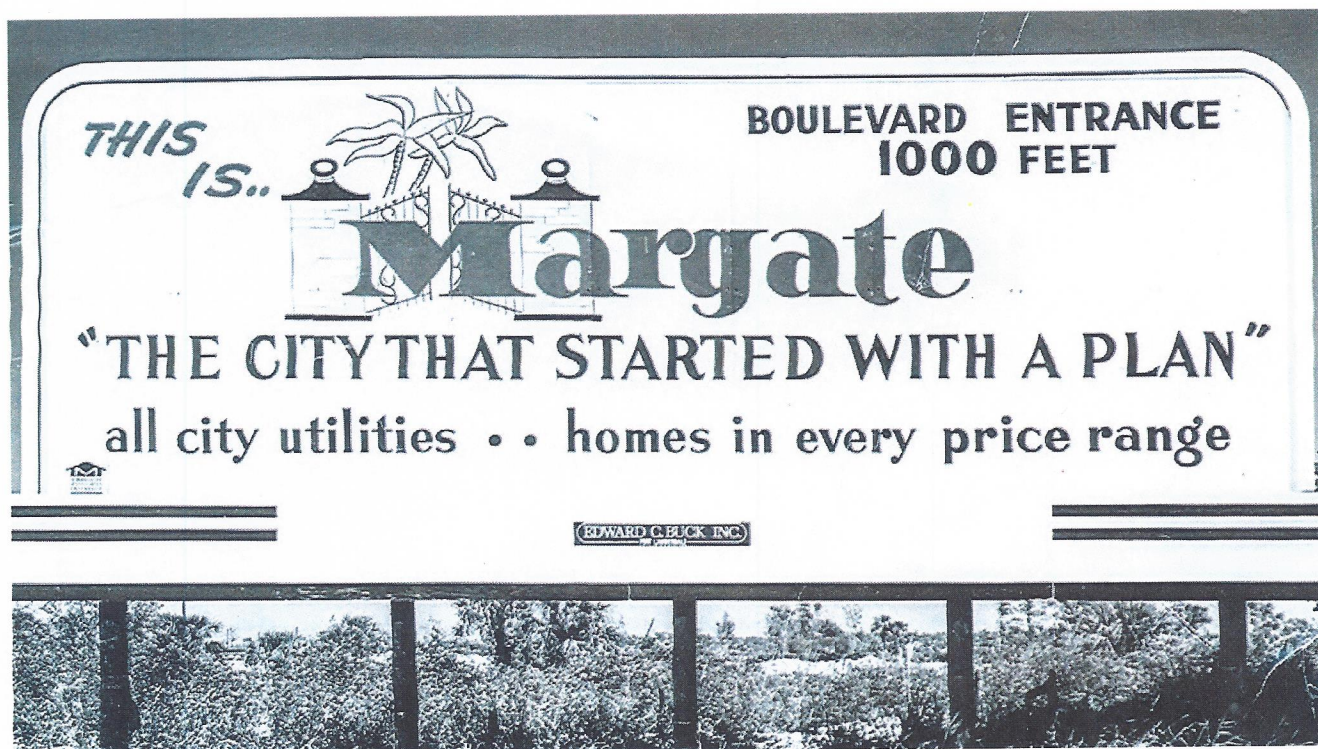 THIS
IS..
BOULEVARD ENTRANCE
1000 FEET
Margate
"THE CITY THAT STARTED WITH A PLAN"
all city utilities • • homes in every price range
M
EDWARD C. BUCK INC.